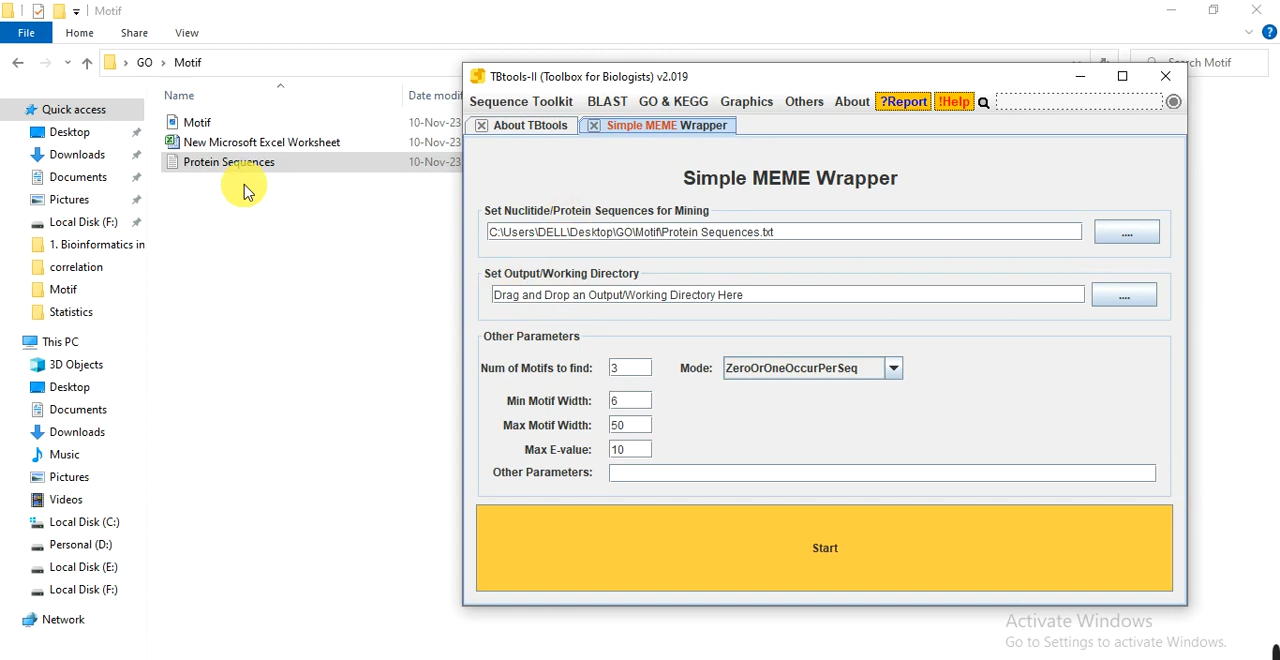 Motif
File Home Share View
GO › Motif
Search Motif
Quick access
Desktop
Downloads
Documents
Pictures
Local Disk (F:)
1. Bioinformatics in
correlation
Motif
Statistics
This PC
3D Objects
Desktop
Documents
Downloads
Music
Pictures
Videos
Local Disk (C:)
Personal (D:)
Local Disk (E:)
Local Disk (F:)
Network
Name Date modif
Motif 10-Nov-23
New Microsoft Excel Worksheet 10-Nov-23
Protein Sequences 10-Nov-23
TBtools-II (Toolbox for Biologists) v2.019
Sequence Toolkit BLAST GO & KEGG Graphics Others About ?Report !Help
About TBtools Simple MEME Wrapper
Simple MEME Wrapper
Set Nuclitide/Protein Sequences for Mining
C:\Users\DELL\Desktop\GO\Motif\Protein Sequences.txt ....
Set Output/Working Directory
Drag and Drop an Output/Working Directory Here ....
Other Parameters
Num of Motifs to find: 3 Mode: ZeroOrOneOccurPerSeq
Min Motif Width: 6
Max Motif Width: 50
Max E-value: 10
Other Parameters:
Start
Activate Windows
Go to Settings to activate Windows.